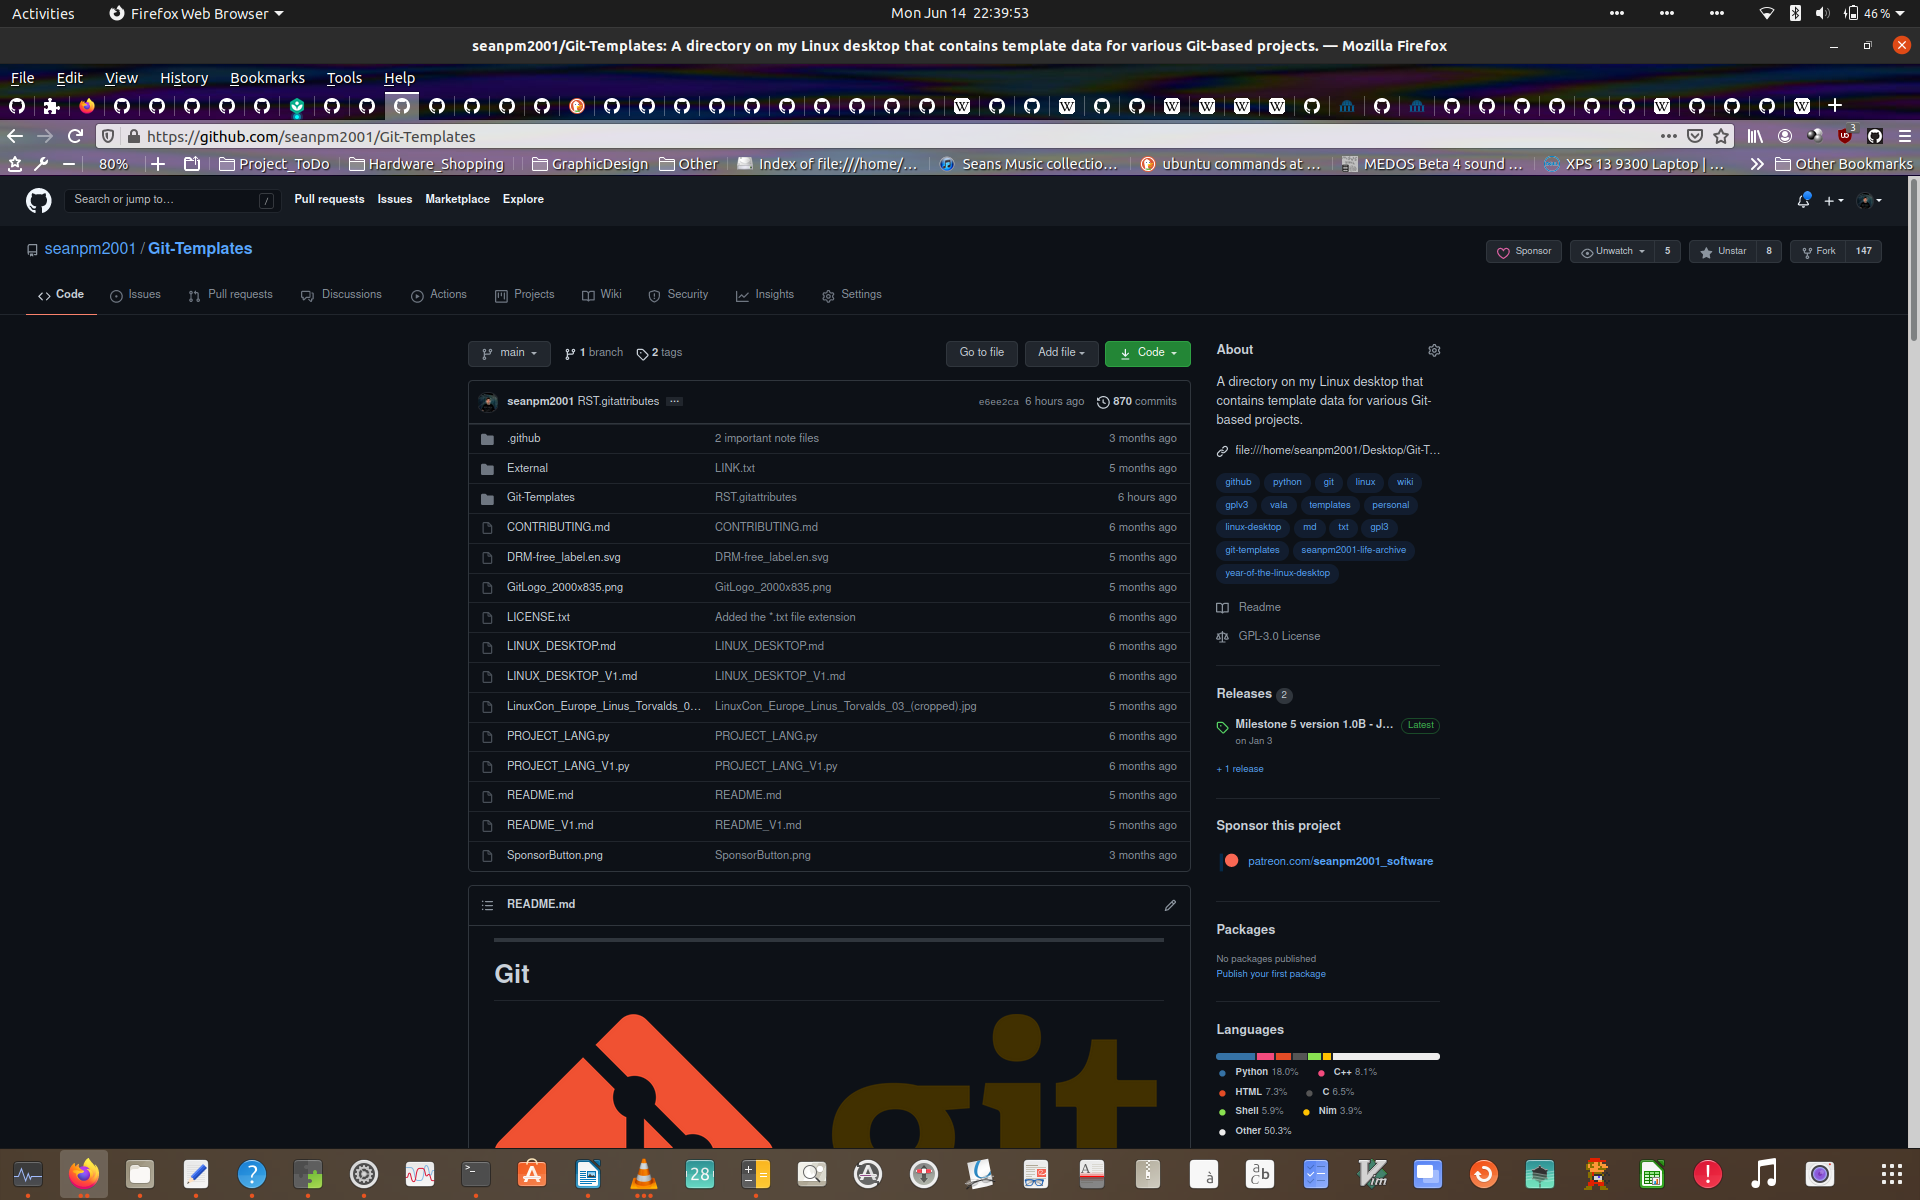 Activities
Firefox Web Browser
Mon Jun 14 22:39:53
46 %
seanpm2001/Git-Templates: A directory on my Linux desktop that contains template data for various Git-based projects. — Mozilla Firefox
File Edit View History Bookmarks Tools Help
https://github.com/seanpm2001/Git-Templates
3
80%
Project_ToDo
Hardware_Shopping
GraphicDesign
Other
Index of file:///home/...
Seans Music collectio...
ubuntu commands at ...
MEDOS Beta 4 sound ...
XPS 13 9300 Laptop | ...
Other Bookmarks
Search or jump to...
/
Pull requests Issues Marketplace Explore
seanpm2001 / Git-Templates
Sponsor
Unwatch 5
Unstar 8
Fork 147
Code Issues Pull requests Discussions Actions Projects Wiki Security Insights Settings
main
1 branch
2 tags
Go to file
Add file
Code
seanpm2001 RST.gitattributes ...
e6ee2ca 6 hours ago 870 commits
.github 2 important note files 3 months ago
External LINK.txt 5 months ago
Git-Templates RST.gitattributes 6 hours ago
CONTRIBUTING.md CONTRIBUTING.md 6 months ago
DRM-free_label.en.svg DRM-free_label.en.svg 5 months ago
GitLogo_2000x835.png GitLogo_2000x835.png 5 months ago
LICENSE.txt Added the *.txt file extension 6 months ago
LINUX_DESKTOP.md LINUX_DESKTOP.md 6 months ago
LINUX_DESKTOP_V1.md LINUX_DESKTOP_V1.md 6 months ago
LinuxCon_Europe_Linus_Torvalds_0... LinuxCon_Europe_Linus_Torvalds_03_(cropped).jpg 5 months ago
PROJECT_LANG.py PROJECT_LANG.py 6 months ago
PROJECT_LANG_V1.py PROJECT_LANG_V1.py 6 months ago
README.md README.md 5 months ago
README_V1.md README_V1.md 5 months ago
SponsorButton.png SponsorButton.png 3 months ago
README.md
Git
git
About
A directory on my Linux desktop that
contains template data for various Git-
based projects.
file:///home/seanpm2001/Desktop/Git-T...
github python git linux wiki
gplv3 vala templates personal
linux-desktop md txt gpl3
git-templates seanpm2001-life-archive
year-of-the-linux-desktop
Readme
GPL-3.0 License
Releases 2
Milestone 5 version 1.0B - J... Latest
on Jan 3
+ 1 release
Sponsor this project
patreon.com/seanpm2001_software
Packages
No packages published
Publish your first package
Languages
Python 18.0% C++ 8.1%
HTML 7.3% C 6.5%
Shell 5.9% Nim 3.9%
Other 50.3%
28